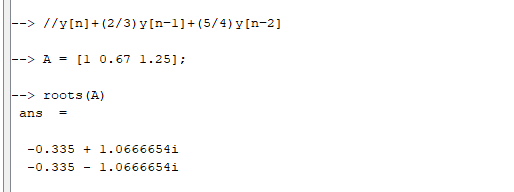 --> //y[n]+(2/3)y[n-1]+(5/4)y[n-2]
--> A = [1 0.67 1.25];
--> roots(A)
ans  =
-0.335 + 1.0666654i
-0.335 - 1.0666654i